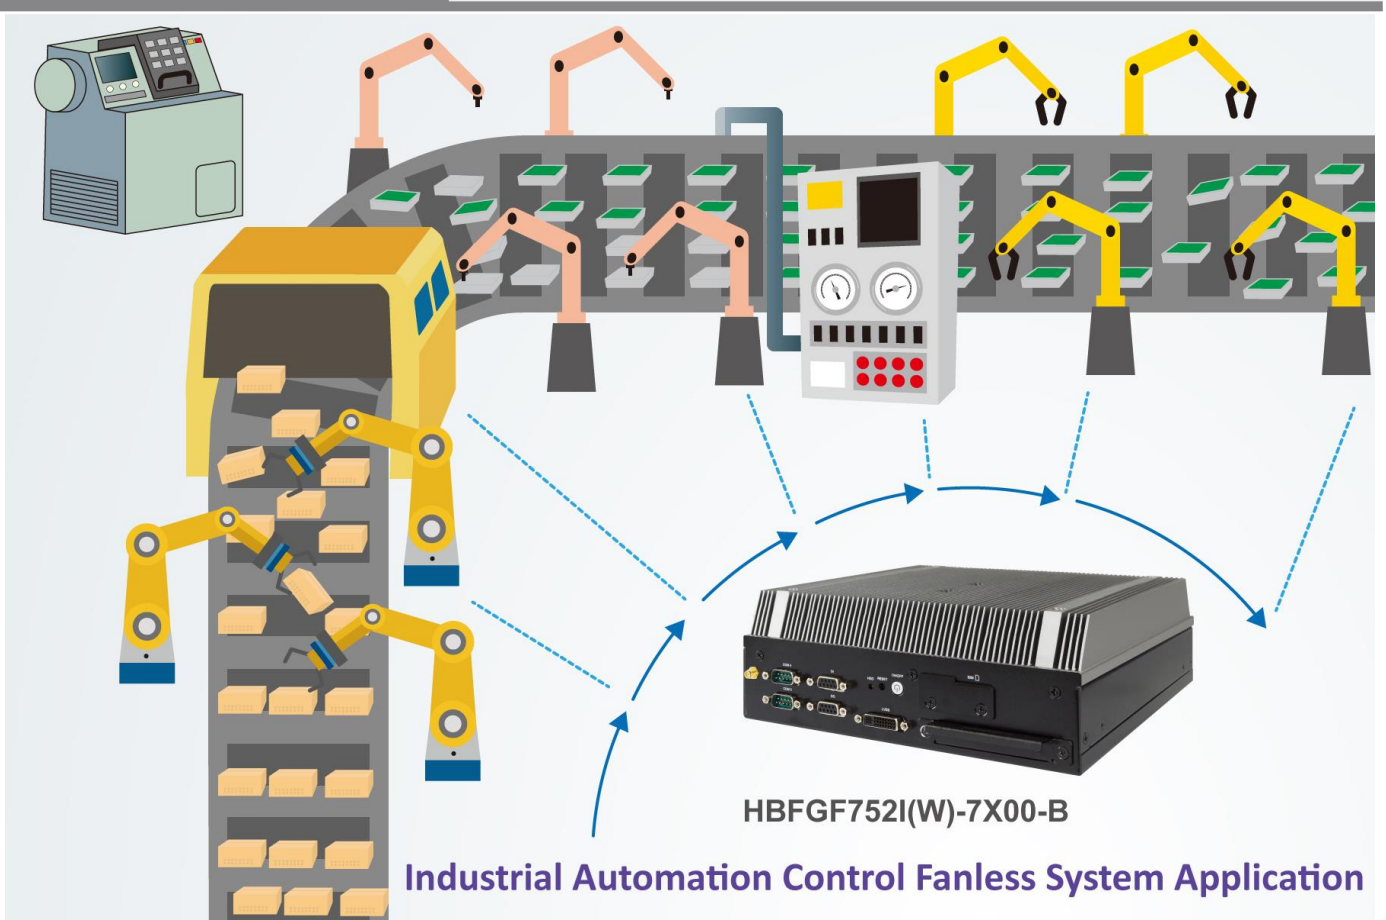 HBFGF752I(W)-7X00-B
Industrial Automation Control Fanless System Application